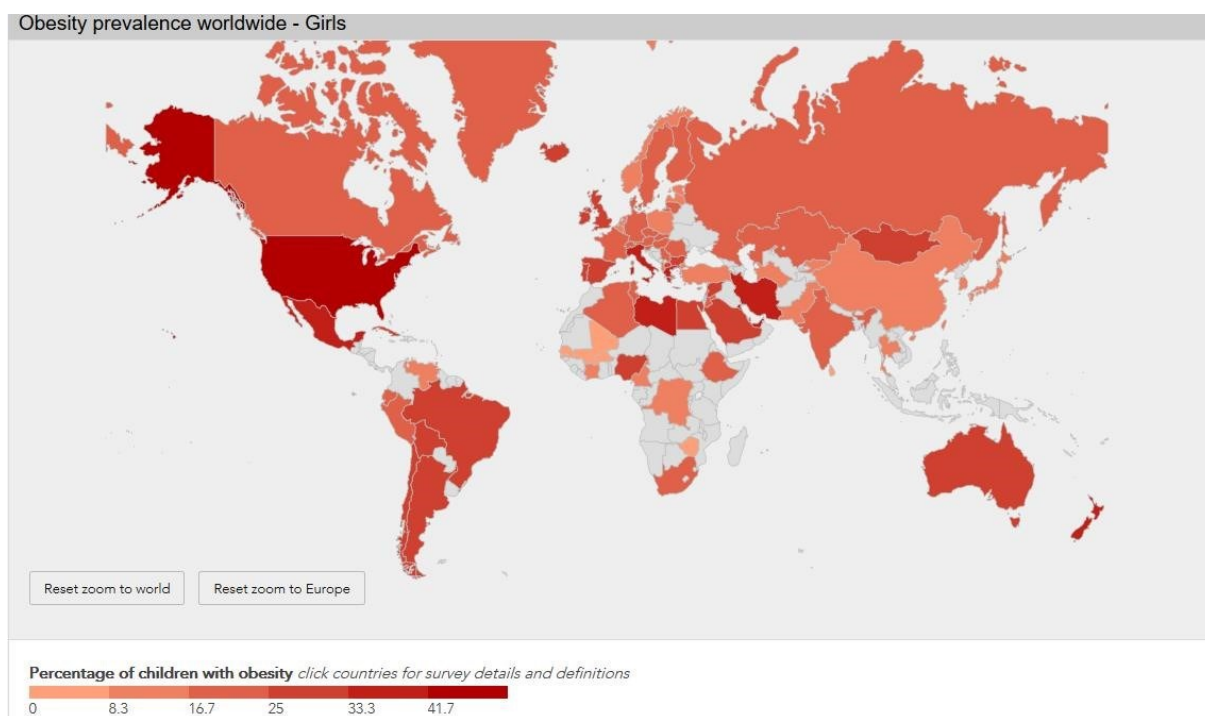 Obesity prevalence worldwide - Girls
Reset zoom to world Reset zoom to Europe
Percentage of children with obesity click countries for survey details and definitions
0 8.3 16.7 25 33.3 41.7